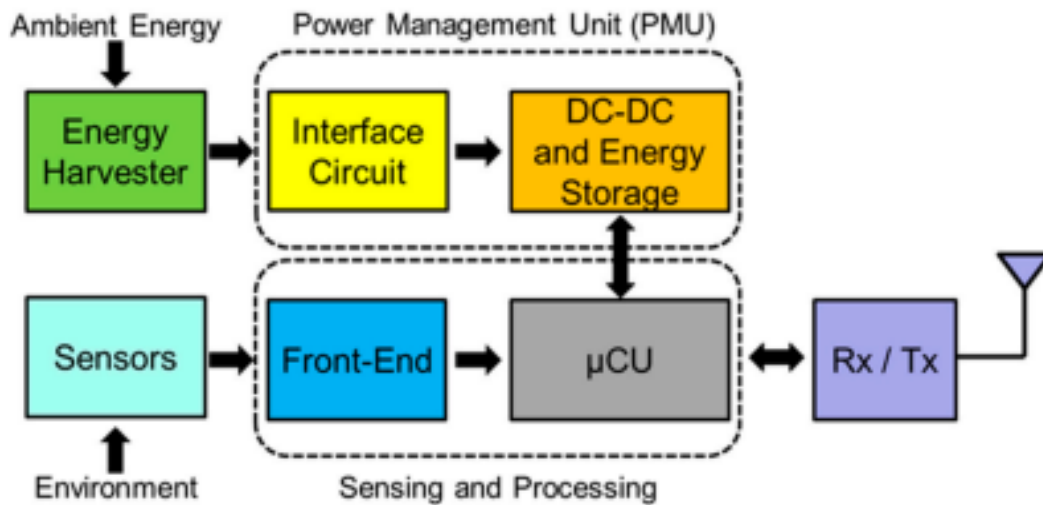 Ambient Energy
Power Management Unit (PMU)
Energy
Harvester
Interface
Circuit
DC-DC
and Energy
Storage
Sensors
Front-End
μCU
Rx / Tx
Environment
Sensing and Processing